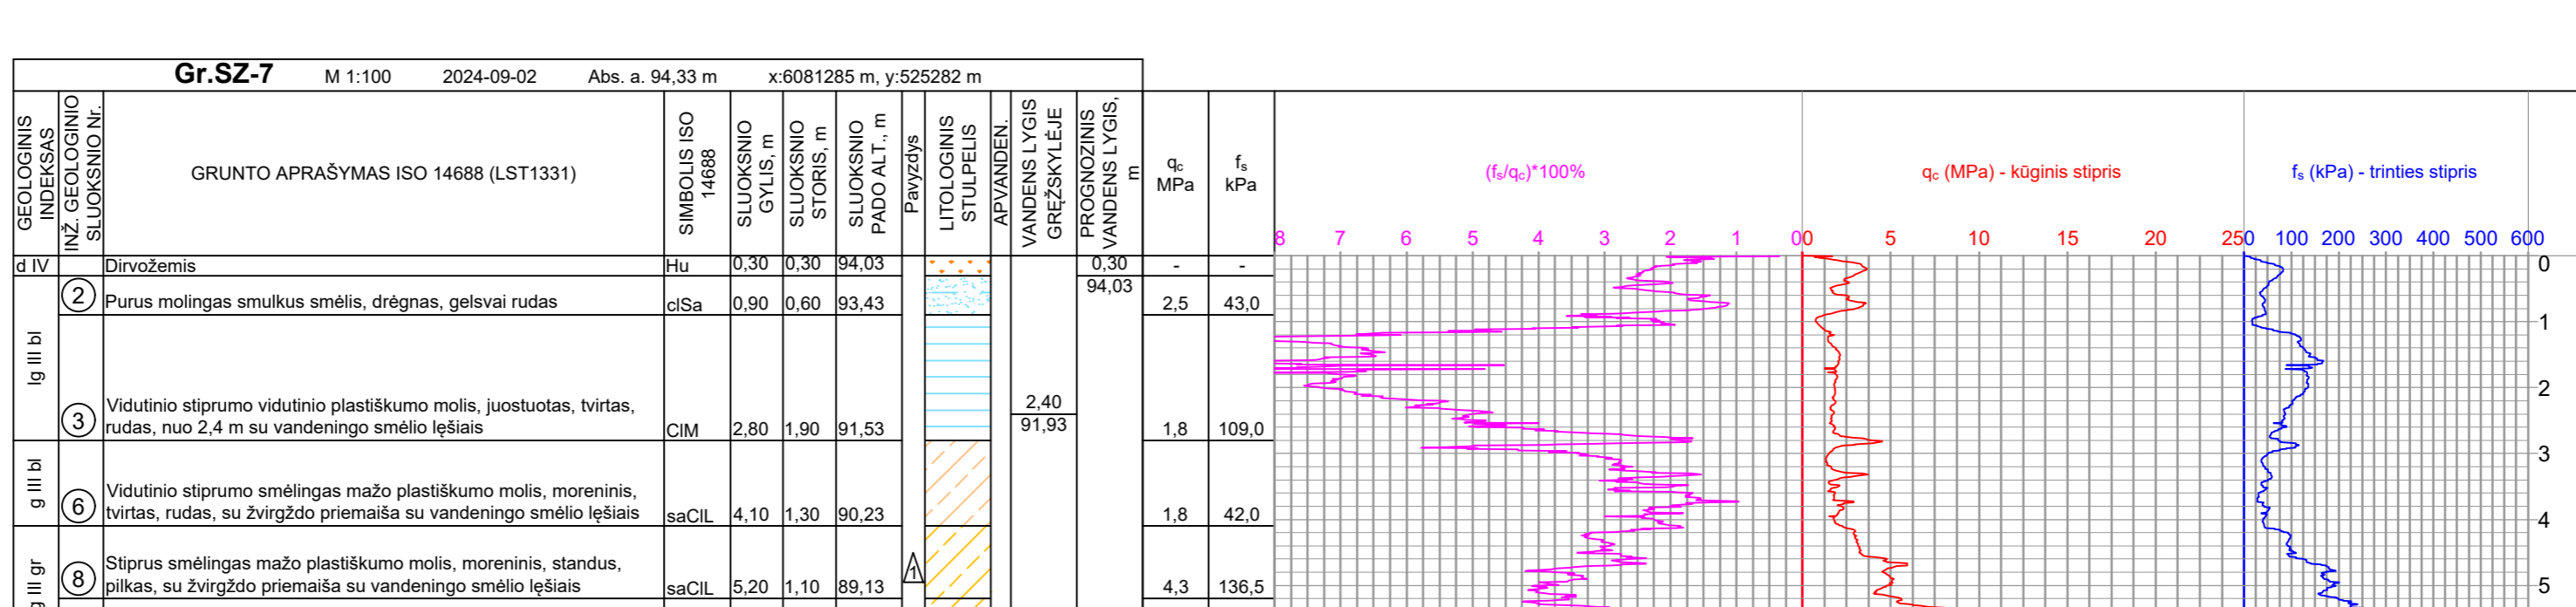 Gr.SZ-7 M 1:100 2024-09-02 Abs. a. 94,33 m x:6081285 m, y:525282 m
GEOLOGINIS
INDEKSAS
INŽ. GEOLOGINIO
SLUOKSNIO Nr.
GRUNTO APRAŠYMAS ISO 14688 (LST1331)
SIMBOLIS ISO
14688
SLUOKSNIO
GYLIS, m
SLUOKSNIO
STORIS, m
SLUOKSNIO
PADO ALT., m
Pavyzdys
LITOLOGINIS
STULPELIS
APVANDEN.
VANDENS LYGIS
GRĘŽSKYLĖJE
PROGNOZINIS
VANDENS LYGIS,
m
qc
MPa
fs
kPa
(fs/qc)*100%
qc (MPa) - kūginis stipris
fs (kPa) - trinties stipris
8 7 6 5 4 3 2 1 0
0 5 10 15 20 25
0 100 200 300 400 500 600
d IV Dirvožemis Hu 0,30 0,30 94,03 0,30 - -
94,03
lg III bl
2 Purus molingas smulkus smėlis, drėgnas, gelsvai rudas clSa 0,90 0,60 93,43 2,5 43,0
3 Vidutinio stiprumo vidutinio plastiškumo molis, juostuotas, tvirtas,
rudas, nuo 2,4 m su vandeningo smėlio lęšiais ClM 2,80 1,90 91,53 1,8 109,0
2,40
91,93
g III bl
6 Vidutinio stiprumo smėlingas mažo plastiškumo molis, moreninis,
tvirtas, rudas, su žvirgždo priemaiša su vandeningo smėlio lęšiais saClL 4,10 1,30 90,23 1,8 42,0
g III gr
8 Stiprus smėlingas mažo plastiškumo molis, moreninis, standus,
pilkas, su žvirgždo priemaiša su vandeningo smėlio lęšiais saClL 5,20 1,10 89,13 1 4,3 136,5
0
1
2
3
4
5